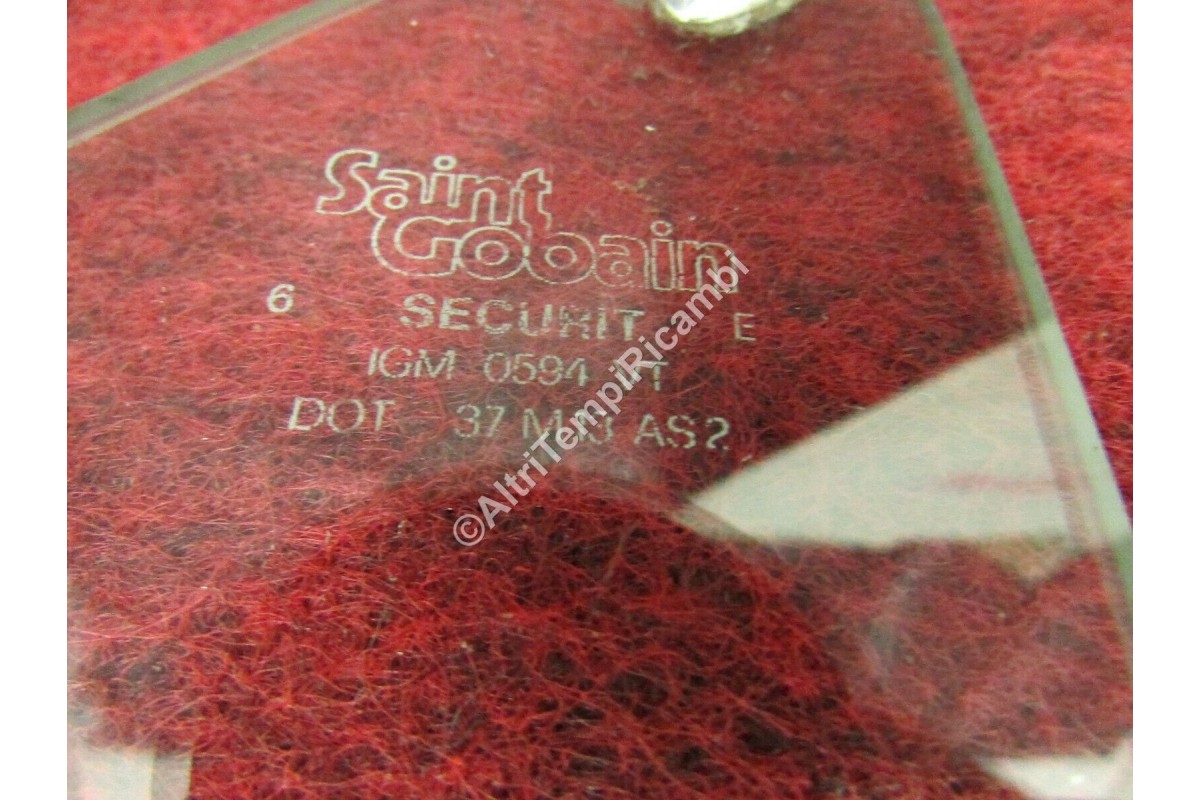 Saint
Gobain
6 SECURIT E
IGM 0594
DOT 37 AS2
©AltriTempiRicambi